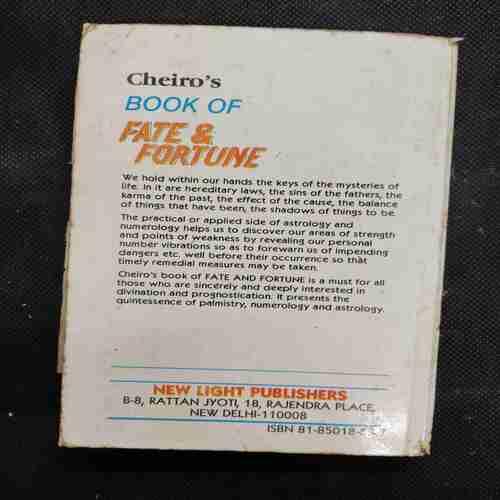 Cheiro's
BOOK OF
FATE &
FORTUNE
We hold within our hands the keys of the mysteries of
life. In it are hereditary laws, the sins of the fathers, the
karma of the past, the effect of the cause, the balance
of things that have been, the shadows of things to be.
The practical or applied side of astrology and
numerology helps us to discover our areas of strength
and points of weakness by revealing our personal
number vibrations so as to forewarn us of impending
dangers etc. well before their occurrence so that
timely remedial measures may be taken.
Cheiro's book of FATE AND FORTUNE is a must for all
those who are sincerely and deeply interested in
divination and prognostication. It presents the
quintessence of palmistry, numerology and astrology.
NEW LIGHT PUBLISHERS
B-8, RATTAN JYOTI, 18, RAJENDRA PLACE,
NEW DELHI-110008
ISBN 81-85018-